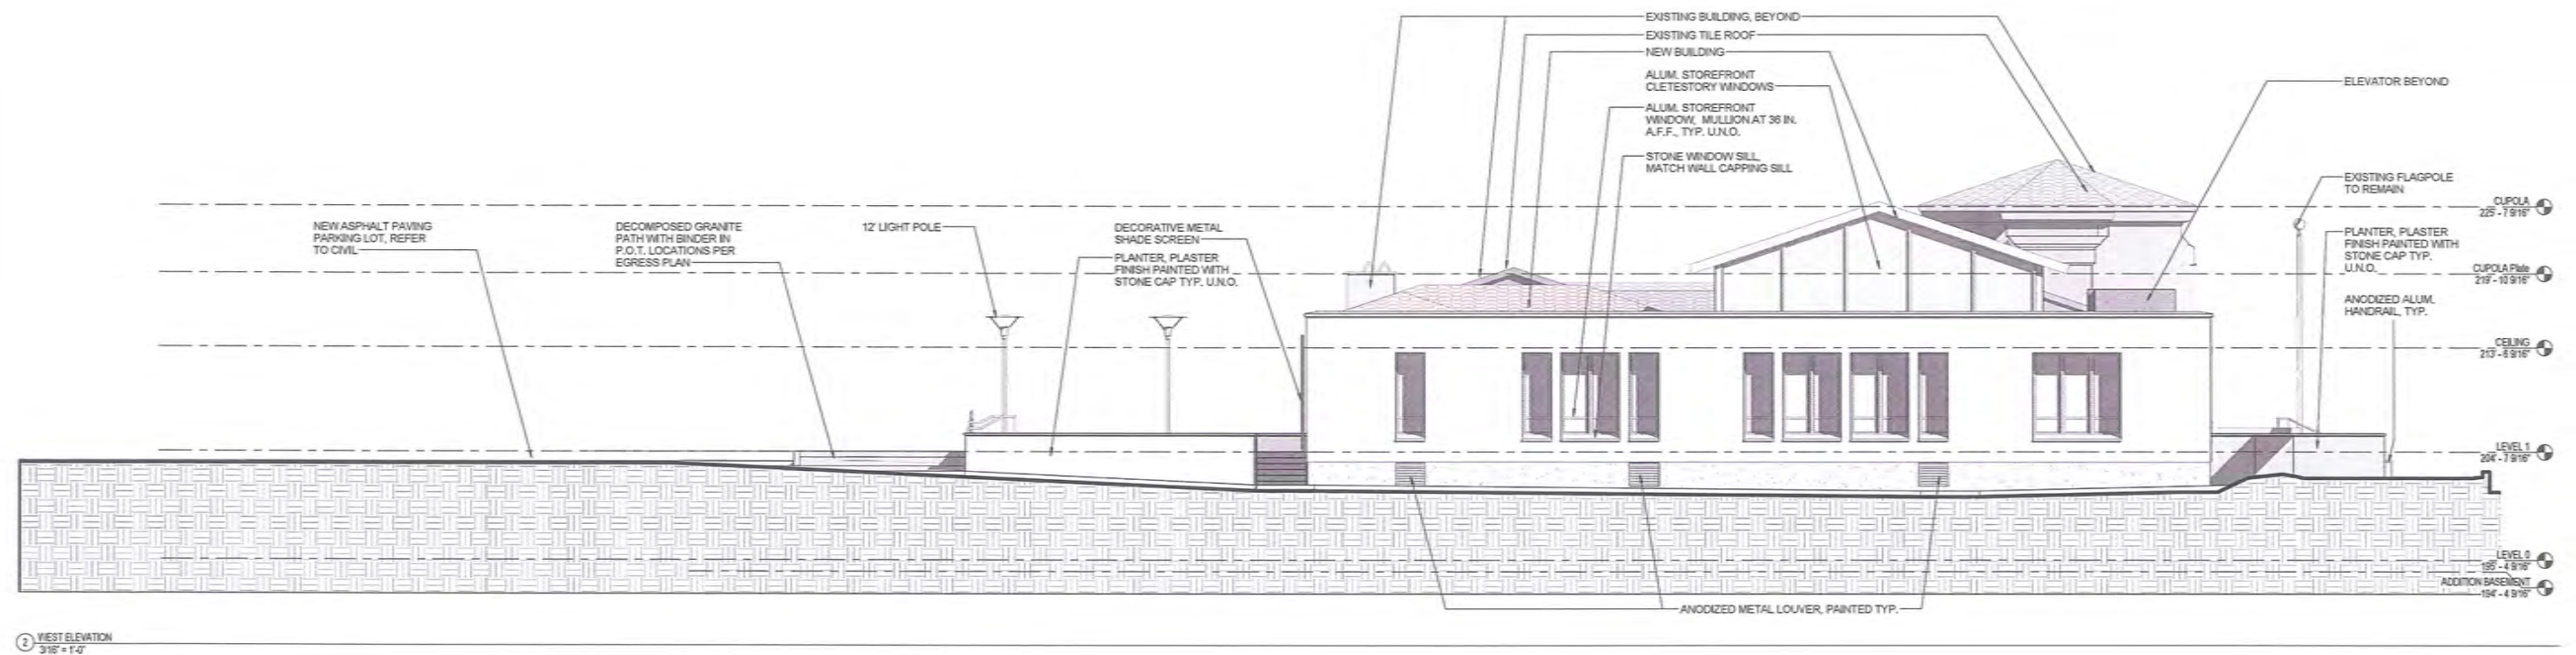 EXISTING BUILDING, BEYOND
EXISTING TILE ROOF
NEW BUILDING
ALUM. STOREFRONT
CLETESTORY WINDOWS
ALUM. STOREFRONT
WINDOW, MULLION AT 36 IN.
A.F.F., TYP. U.N.O.
STONE WINDOW SILL,
MATCH WALL CAPPING SILL
ELEVATOR BEYOND
EXISTING FLAGPOLE
TO REMAIN
CUPOLA
225' - 7 9/16"
NEW ASPHALT PAVING
PARKING LOT, REFER
TO CIVIL
DECOMPOSED GRANITE
PATH WITH BINDER IN
P.O.T. LOCATIONS PER
EGRESS PLAN
12' LIGHT POLE
DECORATIVE METAL
SHADE SCREEN
PLANTER, PLASTER
FINISH PAINTED WITH
STONE CAP TYP. U.N.O.
PLANTER, PLASTER
FINISH PAINTED WITH
STONE CAP TYP.
U.N.O.
CUPOLA Plate
219' - 10 9/16"
ANODIZED ALUM.
HANDRAIL, TYP.
CEILING
213' - 6 9/16"
LEVEL 1
204' - 7 9/16"
LEVEL 0
195' - 4 9/16"
ADDITION BASEMENT
194' - 4 9/16"
ANODIZED METAL LOUVER, PAINTED TYP.
2 WEST ELEVATION
3/16" = 1'-0"